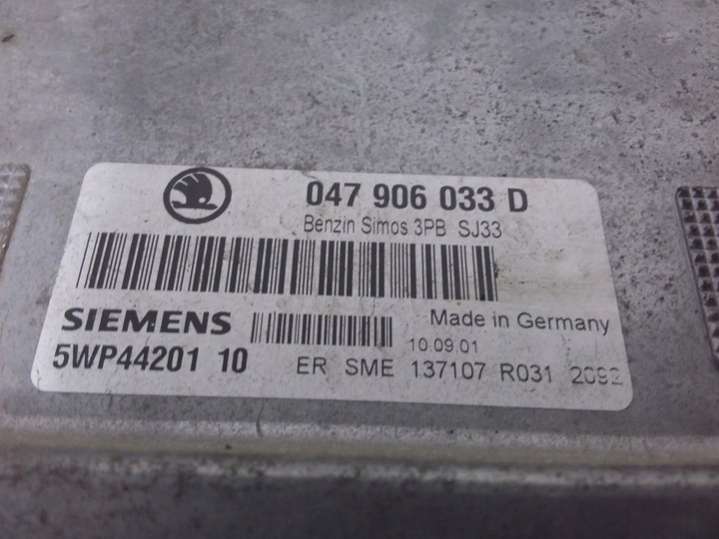 047 906 033 D
Benzin Simos 3PB SJ33
SIEMENS
Made in Germany
10.09.01
5WP44201 10
ER SME 137107 R031